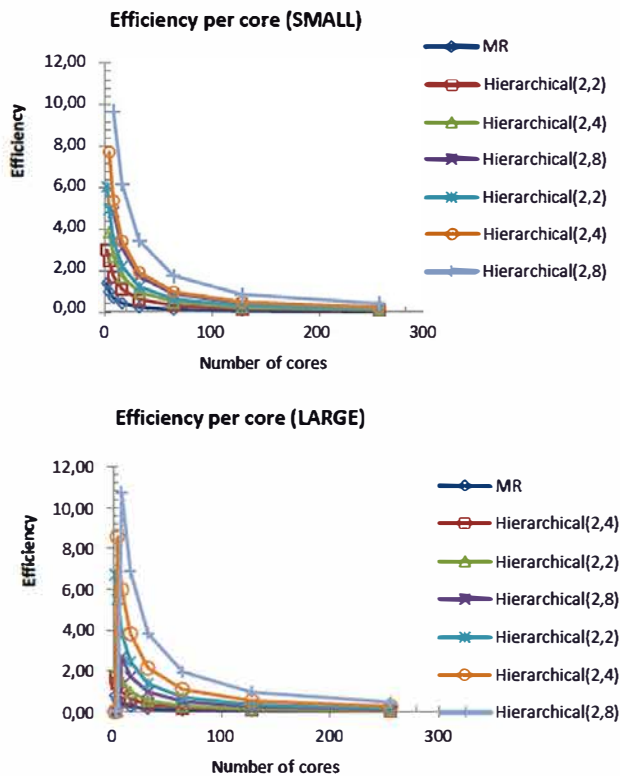 Efficiency per core (SMALL)
12,00
10,00
8,00
6,00
4,00
2,00
0,00
Efficiency
0
100
200
300
Number of cores
MR
Hierarchical(2,2)
Hierarchical(2,4)
Hierarchical(2,8)
Hierarchical(2,2)
Hierarchical(2,4)
Hierarchical(2,8)
Efficiency per core (LARGE)
12,00
10,00
8,00
6,00
4,00
2,00
0,00
Efficiency
0
100
200
300
Number of cores
MR
Hierarchical(2,4)
Hierarchical(2,2)
Hierarchical(2,8)
Hierarchical(2,2)
Hierarchical(2,4)
Hierarchical(2,8)